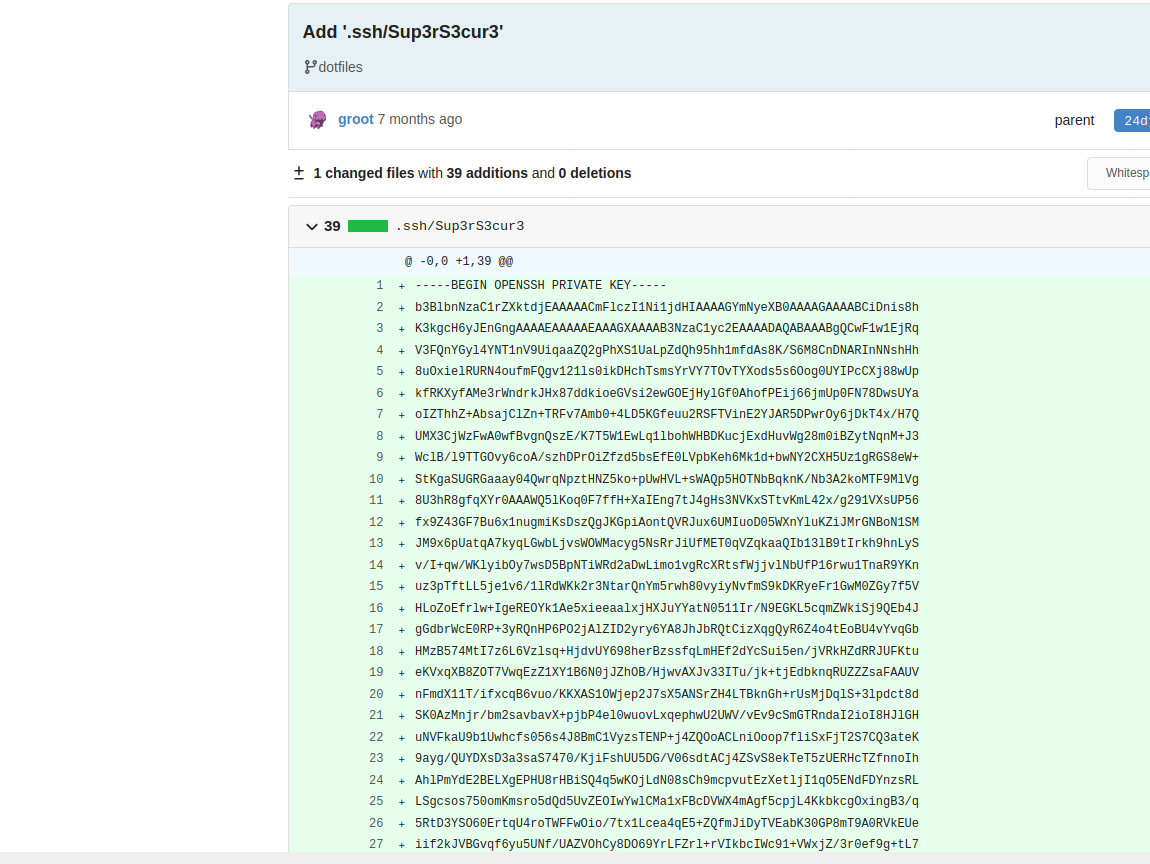 Add '.ssh/Sup3rS3cur3'
dotfiles
groot 7 months ago
parent 24d
1 changed files with 39 additions and 0 deletions
Whitesp
39 .ssh/Sup3rS3cur3
@ -0,0 +1,39 @@
1 + -----BEGIN OPENSSH PRIVATE KEY-----
2 + b3BlbnNzaC1rZXktdjEAAAAACmFlczI1Ni1jdHIAAAAGYmNyeXB0AAAAGAAAABCiDnis8h
3 + K3kgcH6yJEnGngAAAAEAAAAAEAAAGXAAAAB3NzaC1yc2EAAAADAQABAAABgQCwF1w1EjRq
4 + V3FQnYGyl4YNT1nV9UiqaaZQ2gPhXS1UaLpZdQh95hh1mfdAs8K/S6M8CnDNARInNNshHh
5 + 8uOxielRURN4oufmFQgv121ls0ikDHchTsmsYrVY7TOvTYXods5s6Oog0UYIPcCXj88wUp
6 + kfRKXyfAMe3rWndrkJHx87ddkioeGVsi2ewGOEjHylGf0AhofPEij66jmUp0FN78DwsUYa
7 + oIZThhZ+AbsajClZn+TRFv7Amb0+4LD5KGfeuu2RSFTVinE2YJAR5DPwrOy6jDkT4x/H7Q
8 + UMX3CjWzFwA0wfBvgnQszE/K7T5W1EwLq1lbohWHBDKucjExdHuvWg28m0iBZytNqnM+J3
9 + WclB/l9TTGOvy6coA/szhDPrOiZfzd5bsEfE0LVpbKeh6Mk1d+bwNY2CXH5Uz1gRGS8eW+
10 + StKgaSUGRGaaay04QwrqNpztHNZ5ko+pUwHVL+sWAQp5HOTNbBqknK/Nb3A2koMTF9MlVg
11 + 8U3hR8gfqXYr0AAAWQ5lKoq0F7ffH+XaIEng7tJ4gHs3NVKxSTtvKmL42x/g291VXsUP56
12 + fx9Z43GF7Bu6x1nugmiKsDszQgJKGpiAontQVRJux6UMIuoD05WXnYluKZiJMrGNBoN1SM
13 + JM9x6pUatqA7kyqLGwbLjvsWOWMacyg5NsRrJiUfMET0qVZqkaaQIb13lB9tIrkh9hnLyS
14 + v/I+qw/WKlyibOy7wsD5BpNTiWRd2aDwLimo1vgRcXRtsfWjjvlNbUfP16rwu1TnaR9YKn
15 + uz3pTftLL5je1v6/1lRdWKk2r3NtarQnYm5rwh80vyiyNvfmS9kDKRyeFr1GwM0ZGy7f5V
16 + HLoZoEfrlw+IgeREOYk1Ae5xieeaalxjHXJuYYatN0511Ir/N9EGKL5cqmZWkiSj9QEb4J
17 + gGdbrWcE0RP+3yRQnHP6PO2jAlZID2yry6YA8JhJbRQtCizXqgQyR6Z4o4tEoBU4vYvqGb
18 + HMzB574MtI7z6L6Vzlsq+HjdvUY698herBzssfqLmHEf2dYcSui5en/jVRkHZdRRJUFKtu
19 + eKVxqXB8ZOT7VwqEzZ1XY1B6N0jJZhOB/HjwvAXJv33ITu/jk+tjEdbknqRUZZZsaFAAUV
20 + nFmdX11T/ifxcqB6vuo/KKXAS1OWjep2J7sX5ANSrZH4LTBknGh+rUsMjDqlS+3lpdct8d
21 + SK0AzMnjr/bm2savbavX+pjbP4el0wuovLxqephwU2UWV/vEv9cSmGTRndaI2ioI8HJlGH
22 + uNVFkaU9b1Uwhcfs056s4J8BmC1VyzsTENP+j4ZQOoACLniOoop7fliSxFjT2S7CQ3ateK
23 + 9ayg/QUYDXsD3a3saS7470/KjiFshUU5DG/V06sdtACj4ZSvS8ekTeT5zUERHcTZfnnoIh
24 + AhlPmYdE2BELXgEPHU8rHBiSQ4q5wKOjLdN08sCh9mcpvutEzXetljI1qO5ENdFDYnzsRL
25 + LSgcsos750omKmsro5dQd5UvZEOIwYwlCMa1xFBcDVWX4mAgf5cpjL4KkbkcgOxingB3/q
26 + 5RtD3YSO60ErtqU4roTWFFwOio/7tx1Lcea4qE5+ZQfmJiDyTVEabK30GP8mT9A0RVkEUe
27 + iif2kJVBGvqf6yu5UNf/UAZVOhCy8DO69YrLFZrl+rVIkbcIWc91+VWxjZ/3r0ef9g+tL7